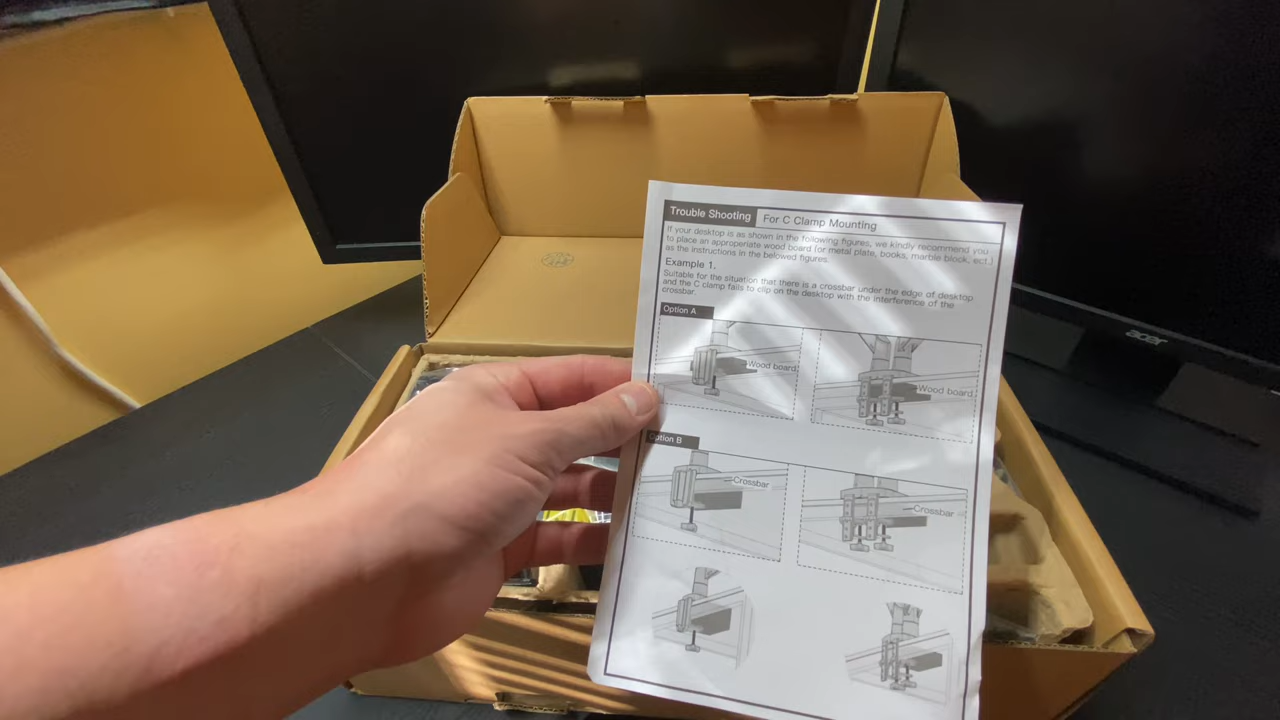 Trouble Shooting For C Clamp Mounting
If your desktop is as shown in the following figures, we kindly recommend you
to place an approperiate wood board (or metal plate, books, marble block, ect.)
as the instructions in the belowed figures.
Example 1.
Suitable for the situation that there is a crossbar under the edge of desktop
and the C clamp fails to clip on the desktop with the interference of the
crossbar.
Option A
Wood board
Wood board
Option B
Crossbar
Crossbar
acer